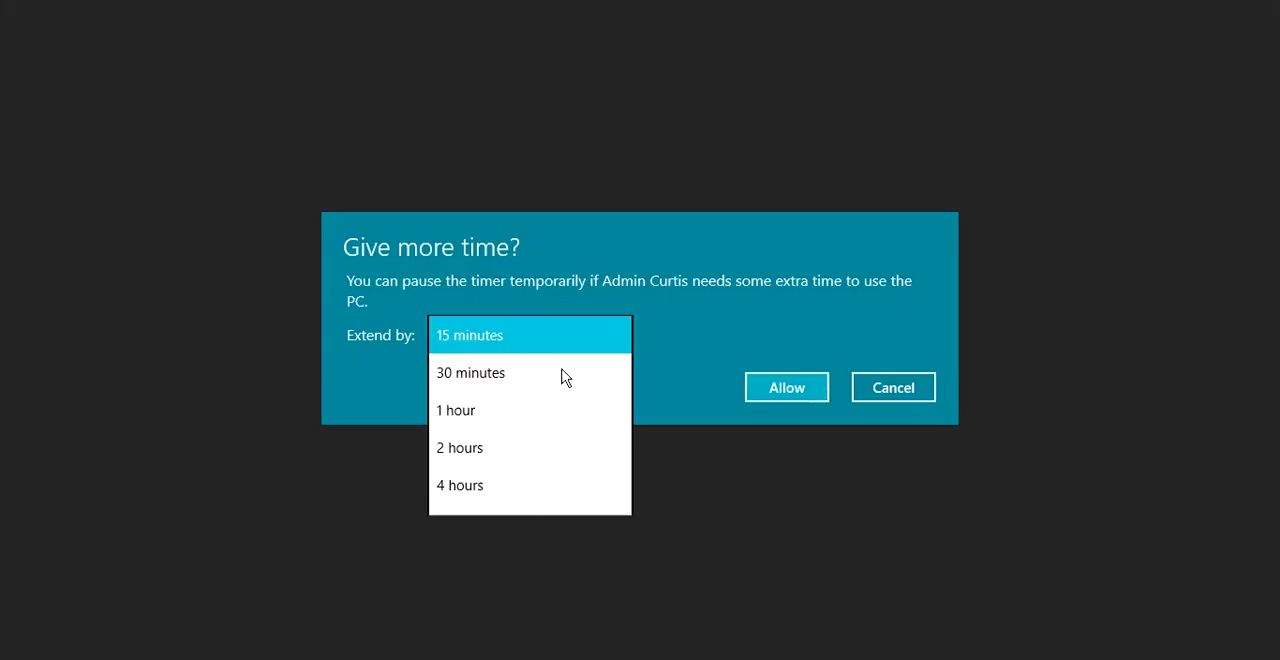 Give more time?
You can pause the timer temporarily if Admin Curtis needs some extra time to use the
PC.
Extend by:
15 minutes
30 minutes
1 hour
2 hours
4 hours
Allow
Cancel